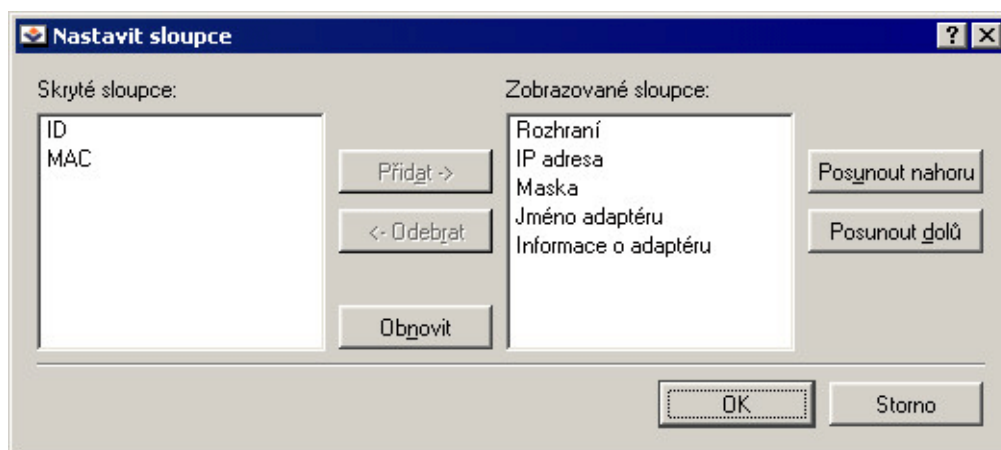 Nastavit sloupce
Skryté sloupce:
ID
MAC
Přidat ->
<- Odebrat
Obnovit
Zobrazované sloupce:
Rozhraní
IP adresa
Maska
Jméno adaptéru
Informace o adaptéru
Posunout nahoru
Posunout dolů
OK
Storno